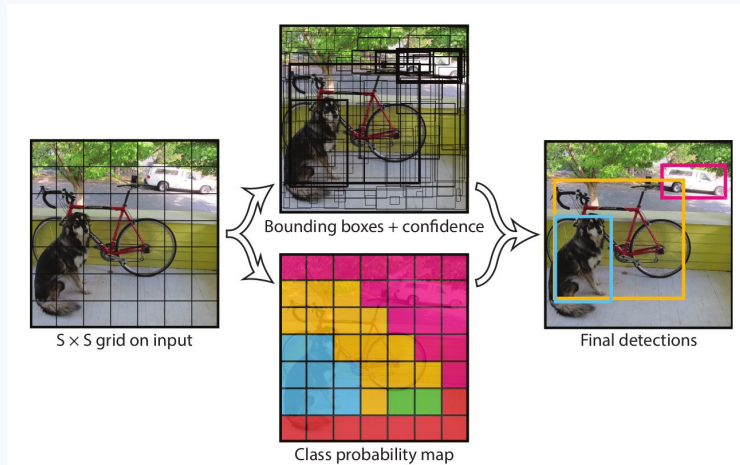 Bounding boxes + confidence
S × S grid on input
Final detections
Class probability map